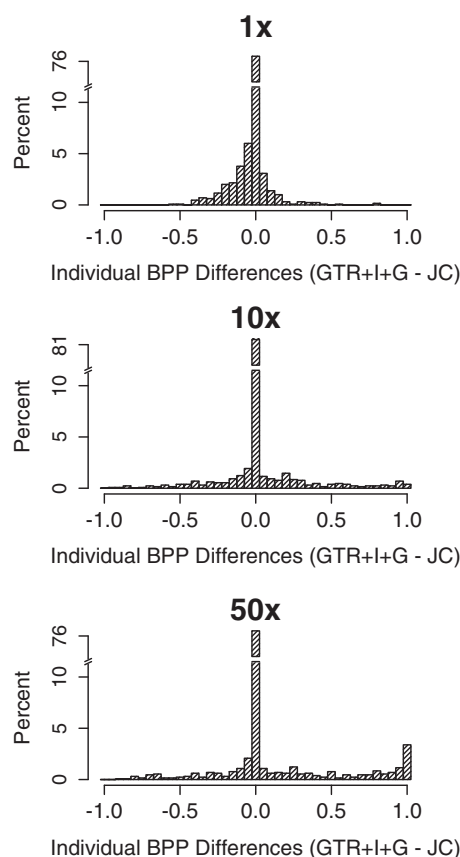 1x
76
10
5
0
Percent
-1.0 -0.5 0.0 0.5 1.0
Individual BPP Differences (GTR+I+G - JC)
10x
81
10
5
0
Percent
-1.0 -0.5 0.0 0.5 1.0
Individual BPP Differences (GTR+I+G - JC)
50x
76
10
5
0
Percent
-1.0 -0.5 0.0 0.5 1.0
Individual BPP Differences (GTR+I+G - JC)